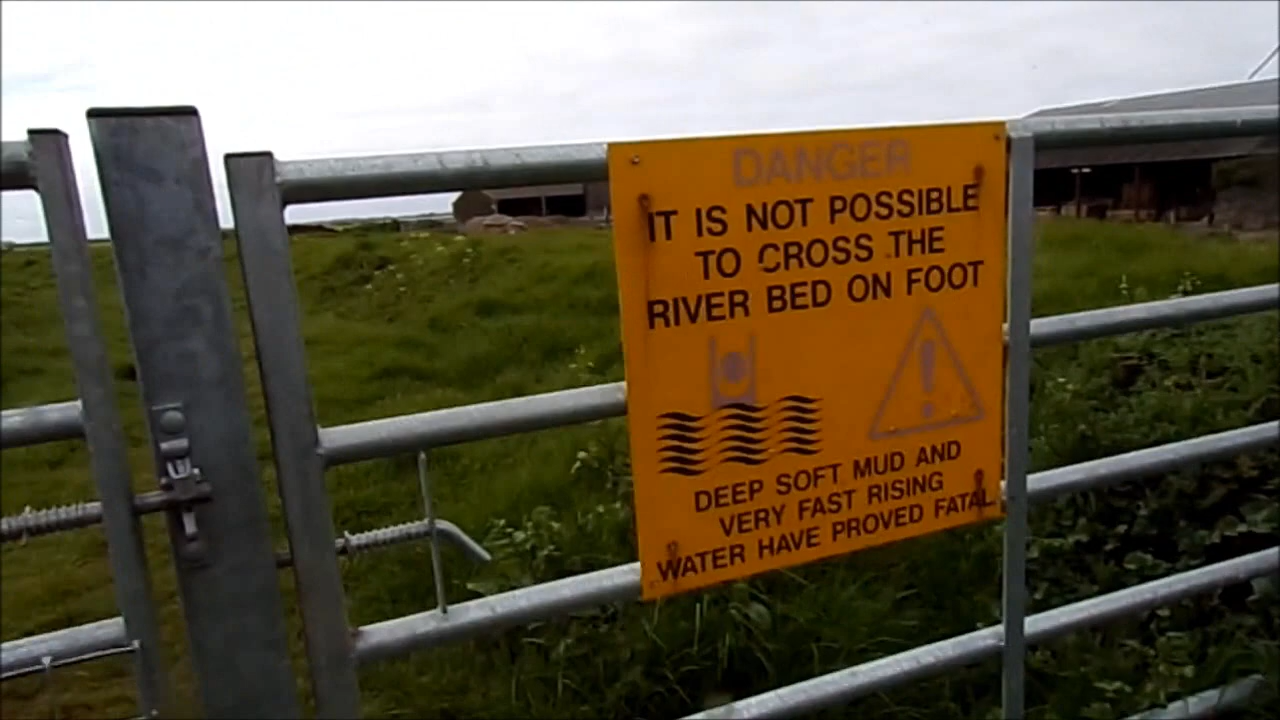 DANGER
IT IS NOT POSSIBLE
TO CROSS THE
RIVER BED ON FOOT
DEEP SOFT MUD AND
VERY FAST RISING
WATER HAVE PROVED FATAL